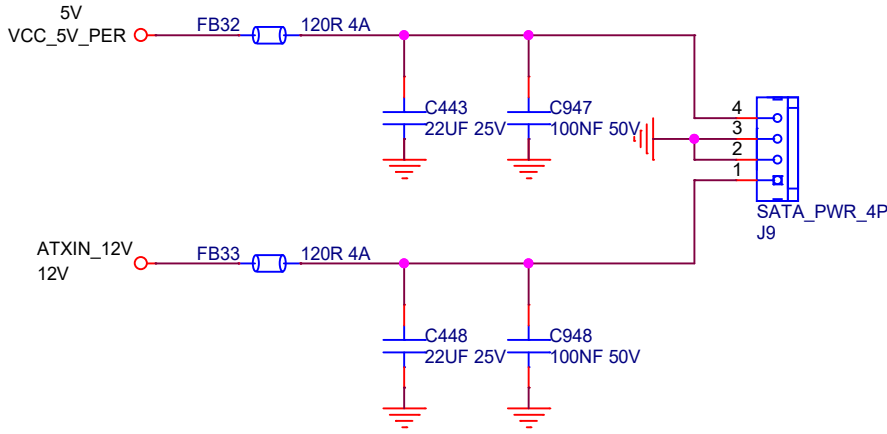 5V
VCC_5V_PER
FB32
120R 4A
C443
22UF 25V
C947
100NF 50V
4
3
2
1
SATA_PWR_4P
J9
ATXIN_12V
12V
FB33
120R 4A
C448
22UF 25V
C948
100NF 50V